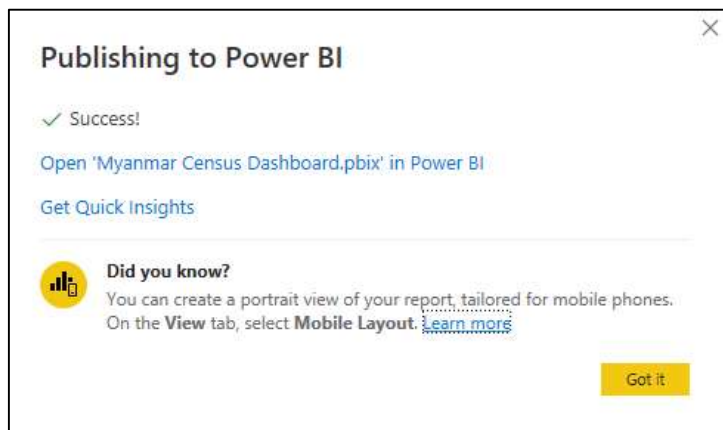 Publishing to Power BI
Success!
Open 'Myanmar Census Dashboard.pbix' in Power BI
Get Quick Insights
Did you know?
You can create a portrait view of your report, tailored for mobile phones.
On the View tab, select Mobile Layout. Learn more
Got it